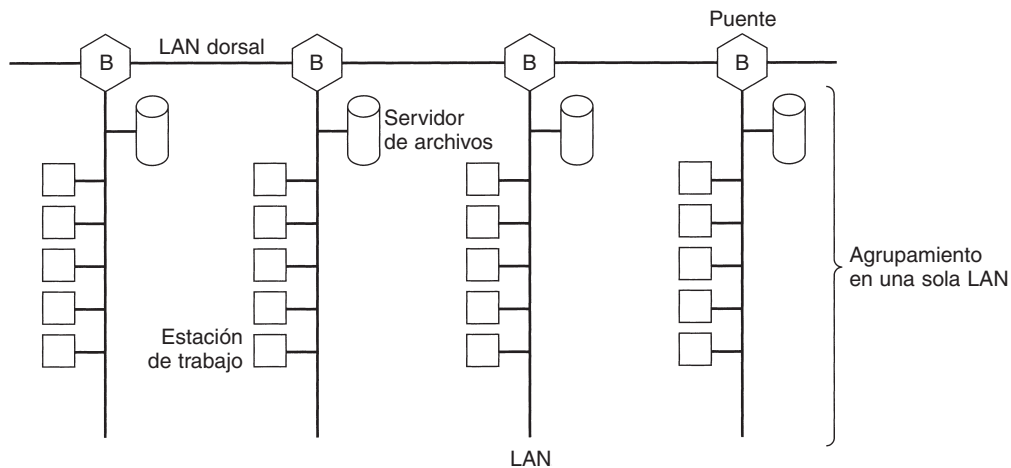 Puente
LAN dorsal
B
B
B
B
Servidor
de archivos
Agrupamiento
en una sola LAN
Estación
de trabajo
LAN